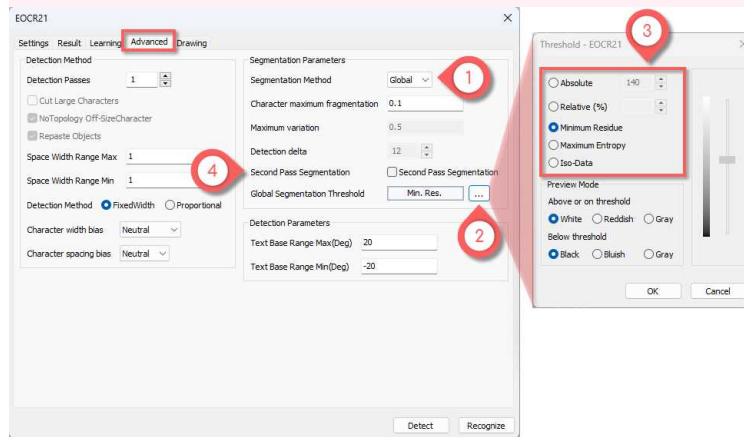 EOCR21
Settings Result Learning Advanced Drawing
Detection Method
Detection Passes 1
Cut Large Characters
NoTopology Off-SizeCharacter
Repaste Objects
Space Width Range Max 1
Space Width Range Min 1
Detection Method FixedWidth Proportional
Character width bias Neutral
Character spacing bias Neutral
Segmentation Parameters
Segmentation Method Global
Character maximum fragmentation 0.1
Maximum variation 0.5
Detection delta 12
Second Pass Segmentation Second Pass Segmentation
Global Segmentation Threshold Min. Res. ...
Detection Parameters
Text Base Range Max(Deg) 20
Text Base Range Min(Deg) -20
Detect Recognize
1
2
3
4
Threshold - EOCR21
Absolute 140
Relative (%)
Minimum Residue
Maximum Entropy
Iso-Data
Preview Mode
Above or on threshold
White Reddish Gray
Below threshold
Black Bluish Gray
OK Cancel